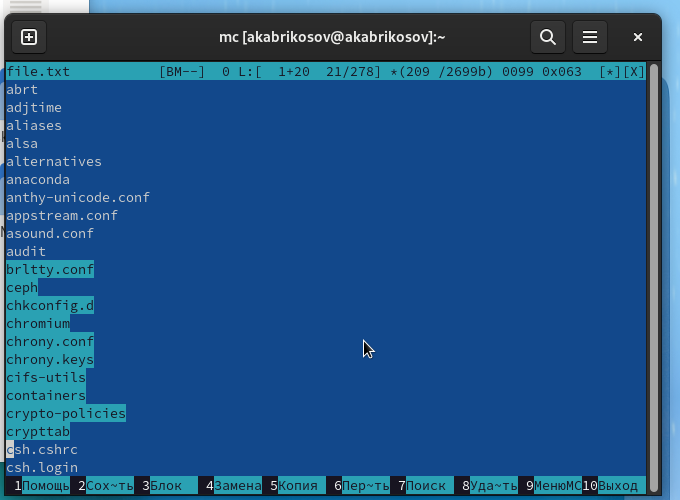 mc [akabrikosov@akabrikosov]:~
file.txt [BM--] 0 L:[ 1+20 21/278] *(209 /2699b) 0099 0x063 [*][X]
abrt
adjtime
aliases
alsa
alternatives
anaconda
anthy-unicode.conf
appstream.conf
asound.conf
audit
brltty.conf
ceph
chkconfig.d
chromium
chrony.conf
chrony.keys
cifs-utils
containers
crypto-policies
crypttab
csh.cshrc
csh.login
1Помощь 2Сох~ть 3Блок 4Замена 5Копия 6Пер~ть 7Поиск 8Уда~ть 9МенюМС 10Выход